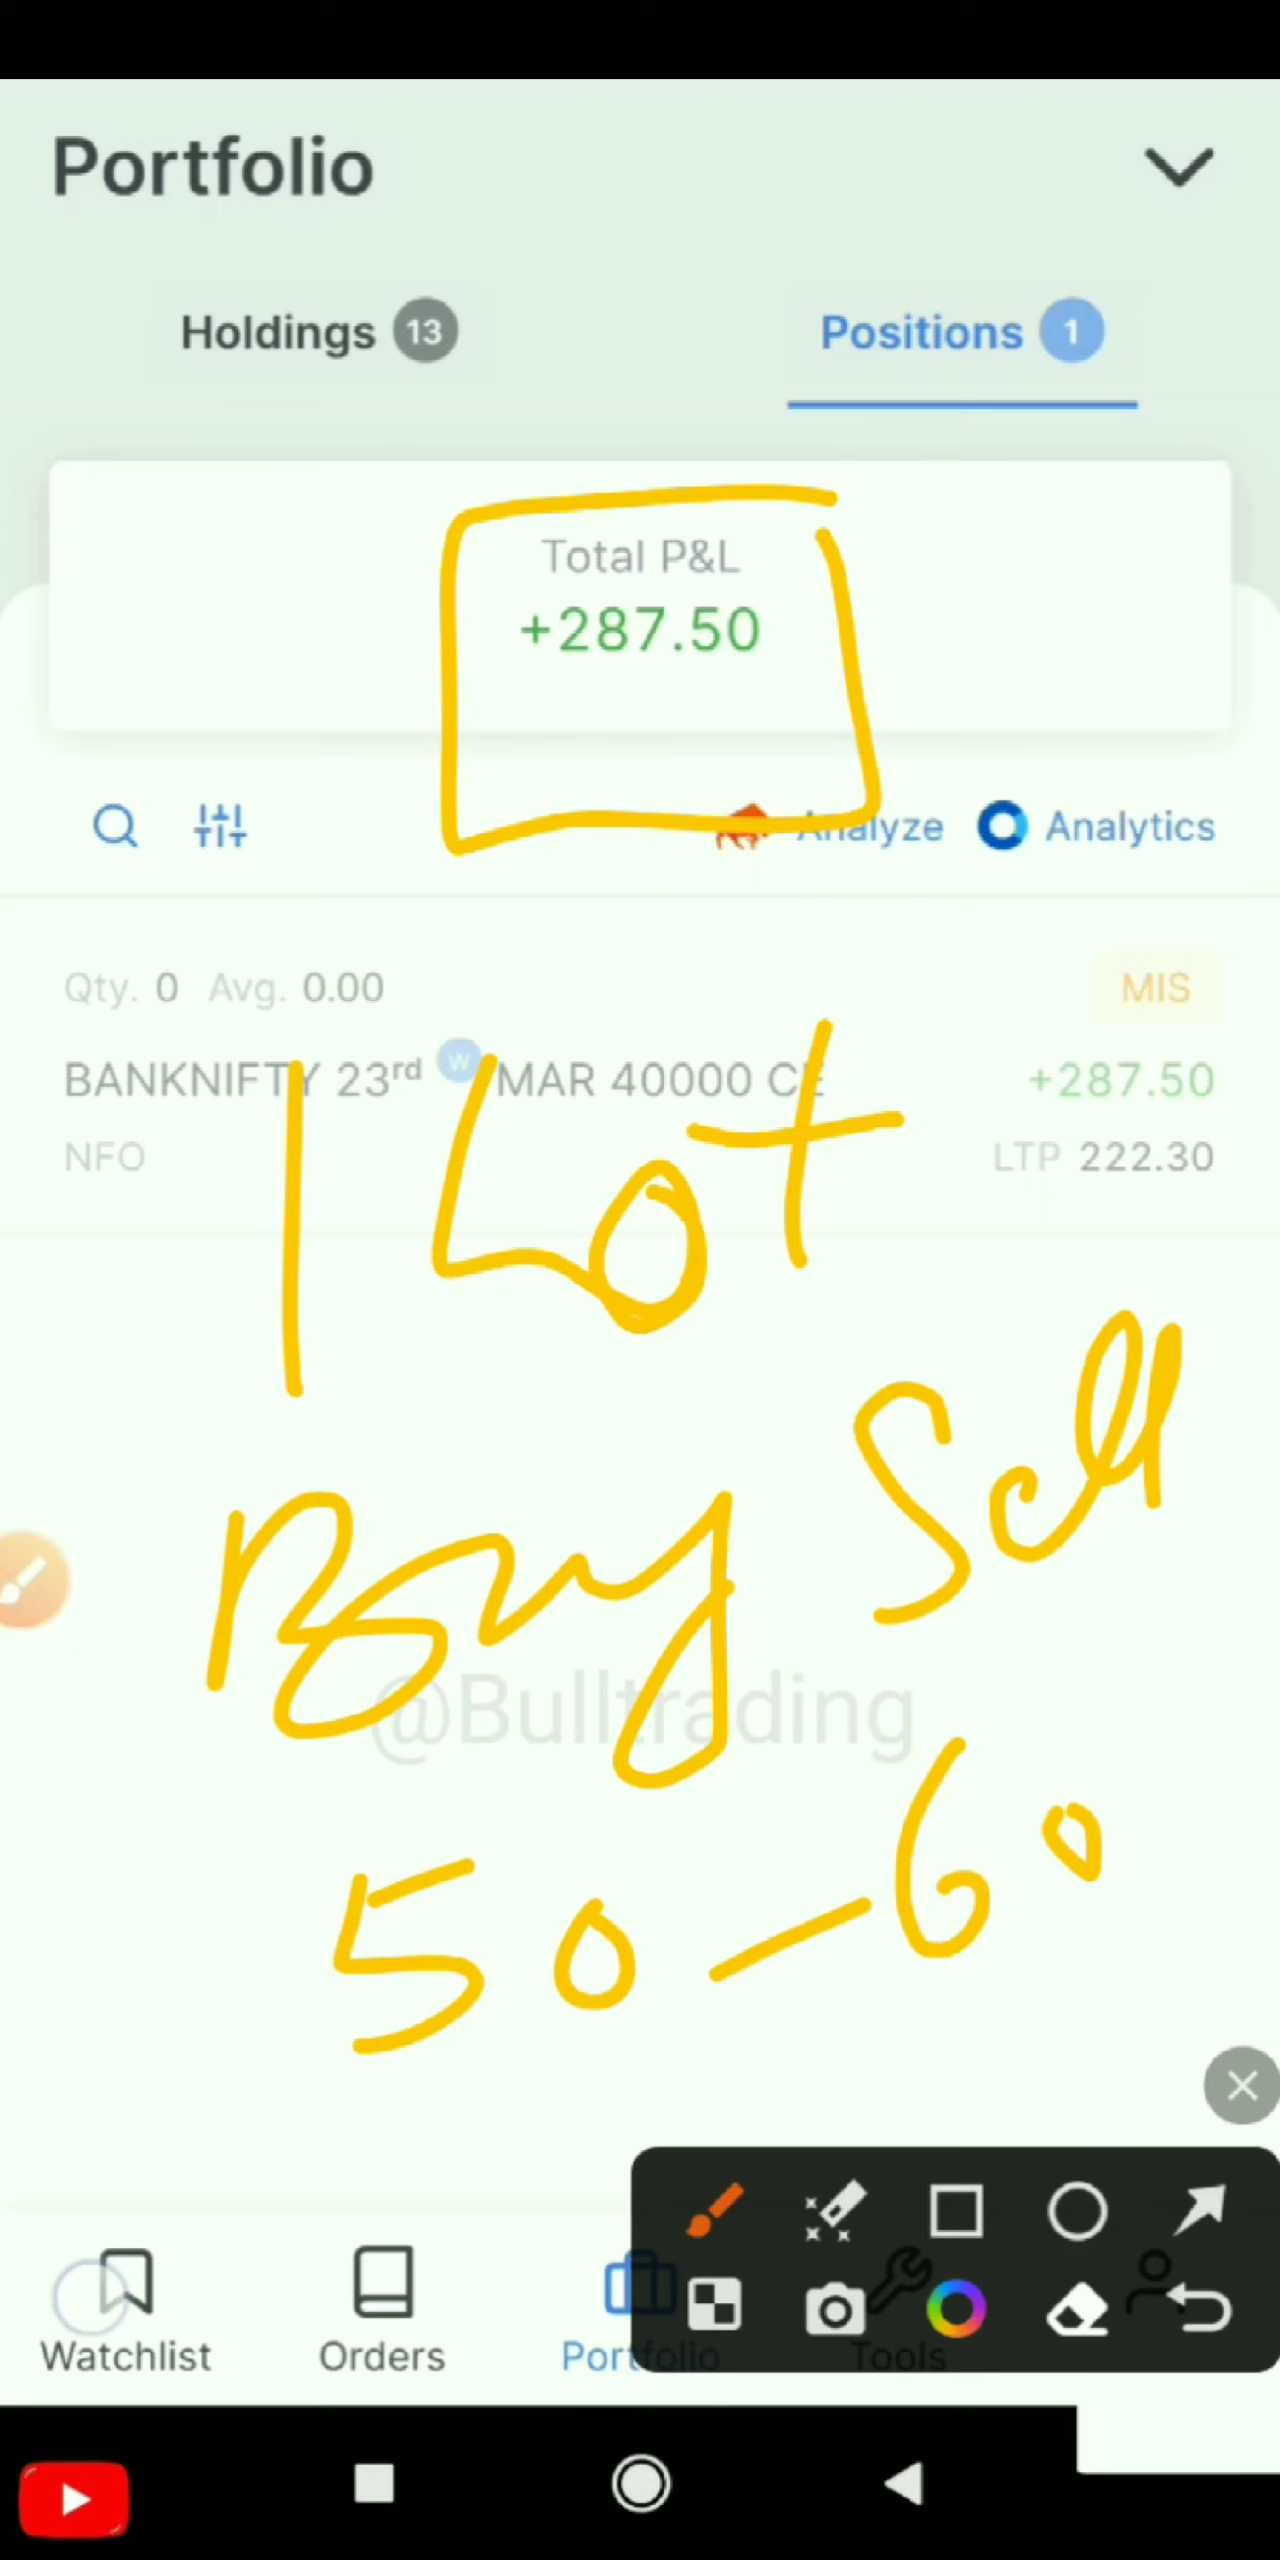 Portfolio
Holdings 13 Positions 1
Total P&L
+287.50
Analyze Analytics
Qty. 0 Avg. 0.00 MIS
BANKNIFTY 23rd W MAR 40000 CE +287.50
NFO LTP 222.30
1 Lot
Buy Sell
@Bulltrading
50-60
Watchlist Orders Portfolio Tools